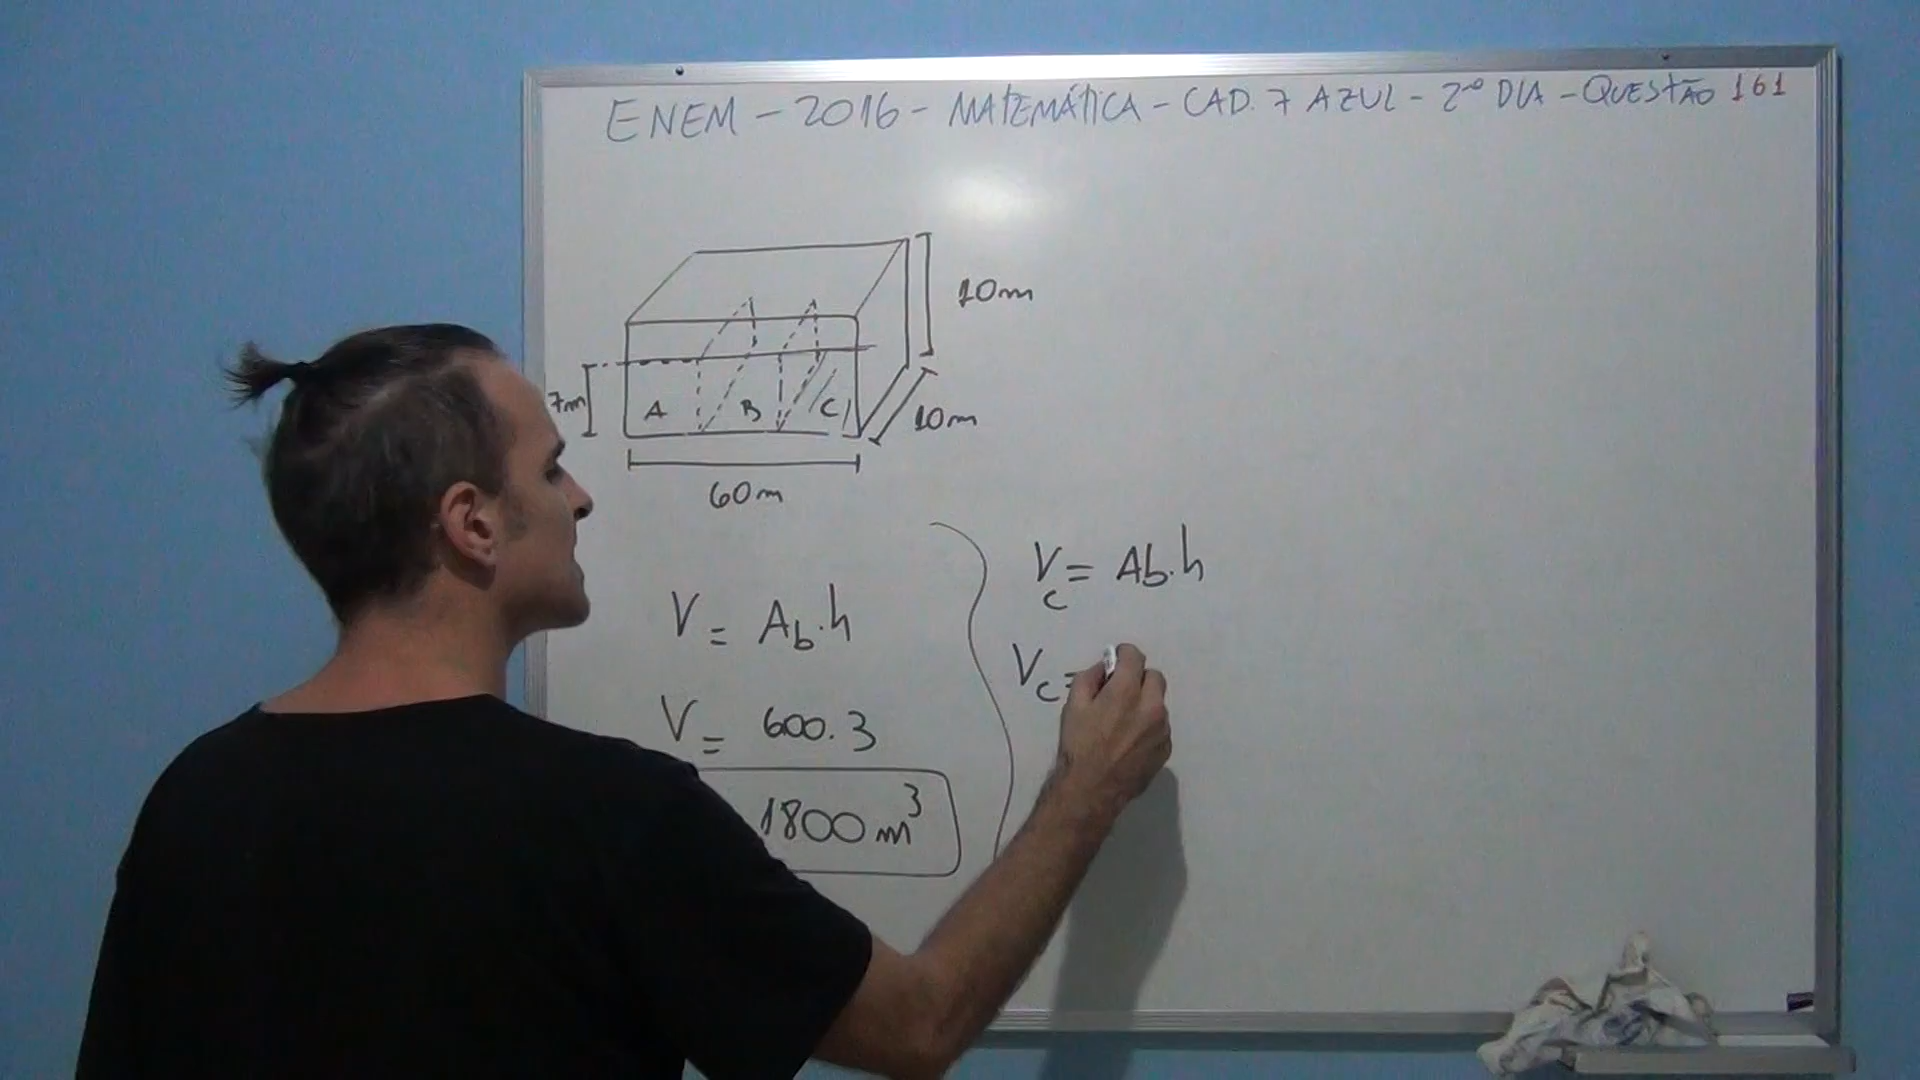 ENEM - 2016 - MATEMÁTICA - CAD. 7 AZUL - 2º DIA - QUESTÃO 161
10m
7m
A B C
10m
60m
V = Ab.h
V = 600.3
1800 m³
Vc = Ab.h
Vc =